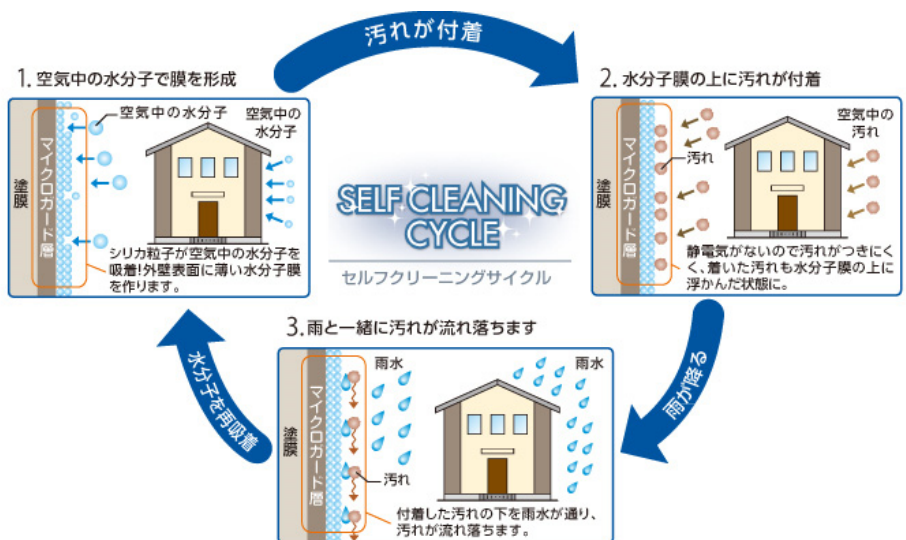 汚れが付着
1. 空気中の水分子で膜を形成
空気中の水分子
空気中の
水分子
塗膜
マイクロガード層
シリカ粒子が空気中の水分子を
吸着!外壁表面に薄い水分子膜
を作ります。
2. 水分子膜の上に汚れが付着
空気中の
汚れ
汚れ
塗膜
マイクロガード層
静電気がないので汚れがつきにく
く、着いた汚れも水分子膜の上に
浮かんだ状態に。
SELF CLEANING
CYCLE
セルフクリーニングサイクル
雨が降る
3. 雨と一緒に汚れが流れ落ちます
雨水
雨水
塗膜
マイクロガード層
汚れ
付着した汚れの下を雨水が通り、
汚れが流れ落ちます。
水分子を再吸着